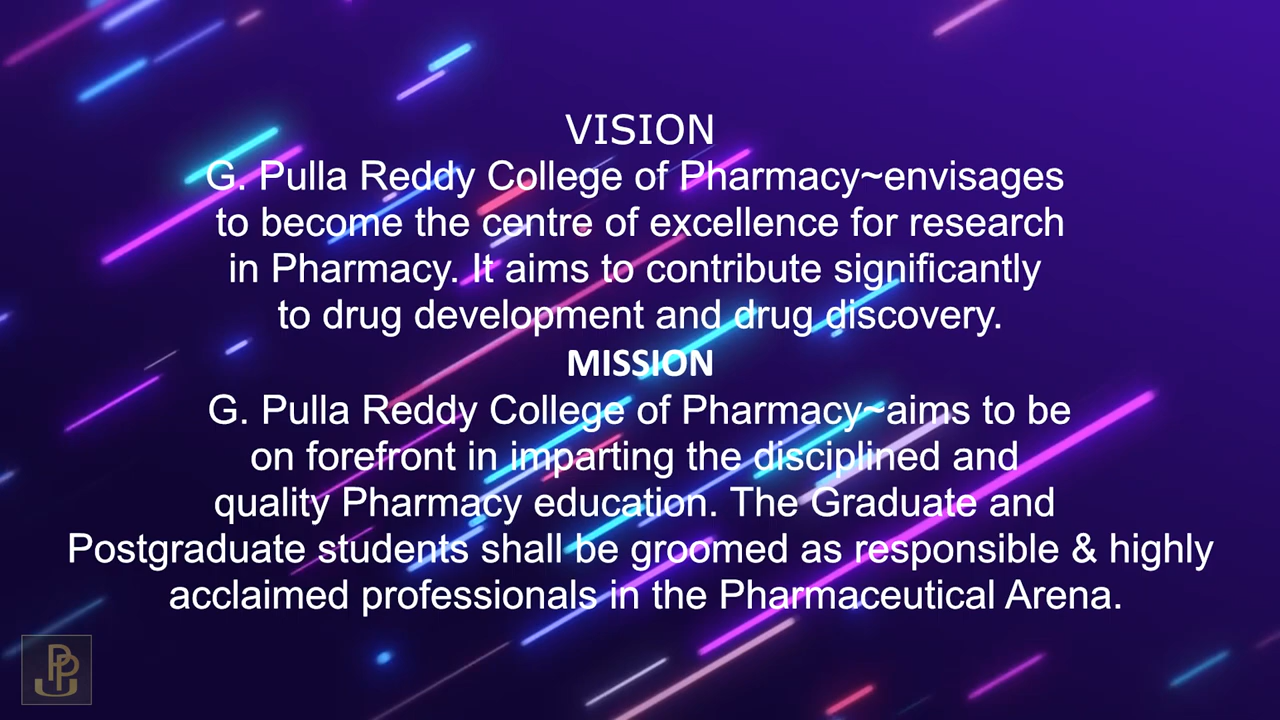 VISION
G. Pulla Reddy College of Pharmacy~envisages
to become the centre of excellence for research
in Pharmacy. It aims to contribute significantly
to drug development and drug discovery.
MISSION
G. Pulla Reddy College of Pharmacy~aims to be
on forefront in imparting the disciplined and
quality Pharmacy education. The Graduate and
Postgraduate students shall be groomed as responsible & highly
acclaimed professionals in the Pharmaceutical Arena.